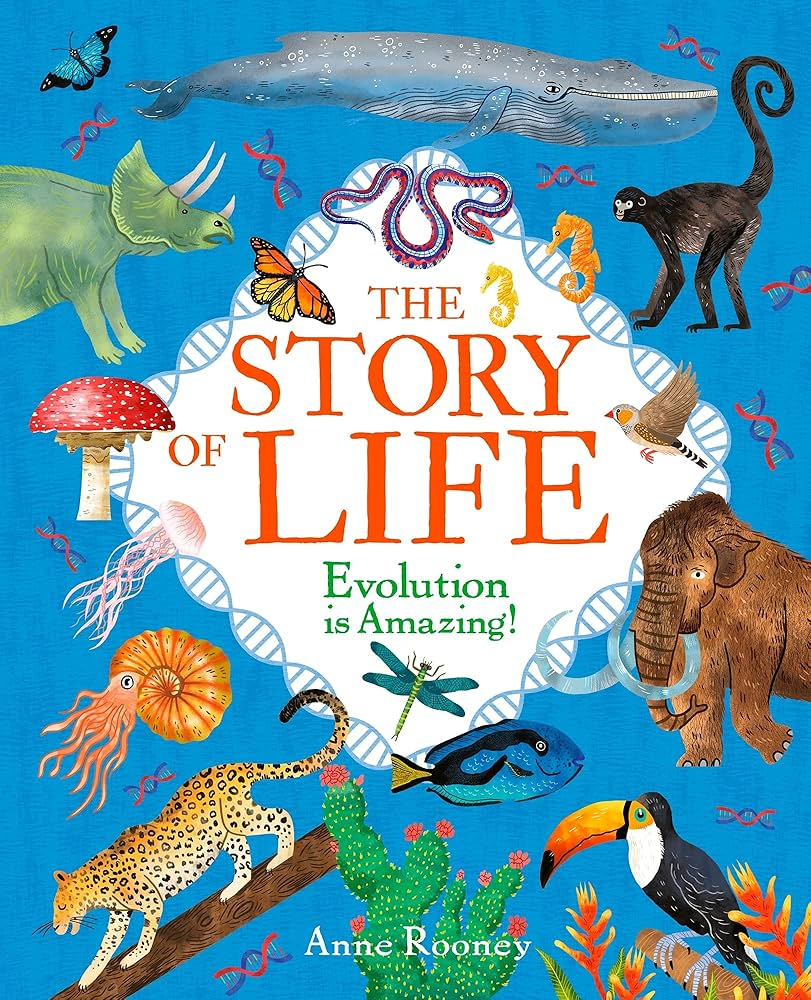 THE
STORY
OF LIFE
Evolution
is Amazing!
Anne Rooney